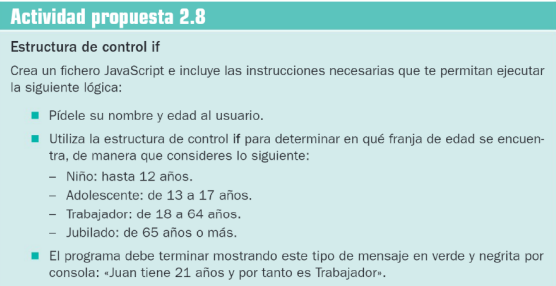 Actividad propuesta 2.8
Estructura de control if
Crea un fichero JavaScript e incluye las instrucciones necesarias que te permitan ejecutar
la siguiente lógica:
■ Pídele su nombre y edad al usuario.
■ Utiliza la estructura de control if para determinar en qué franja de edad se encuen-
tra, de manera que consideres lo siguiente:
– Niño: hasta 12 años.
– Adolescente: de 13 a 17 años.
– Trabajador: de 18 a 64 años.
– Jubilado: de 65 años o más.
■ El programa debe terminar mostrando este tipo de mensaje en verde y negrita por
consola: «Juan tiene 21 años y por tanto es Trabajador».